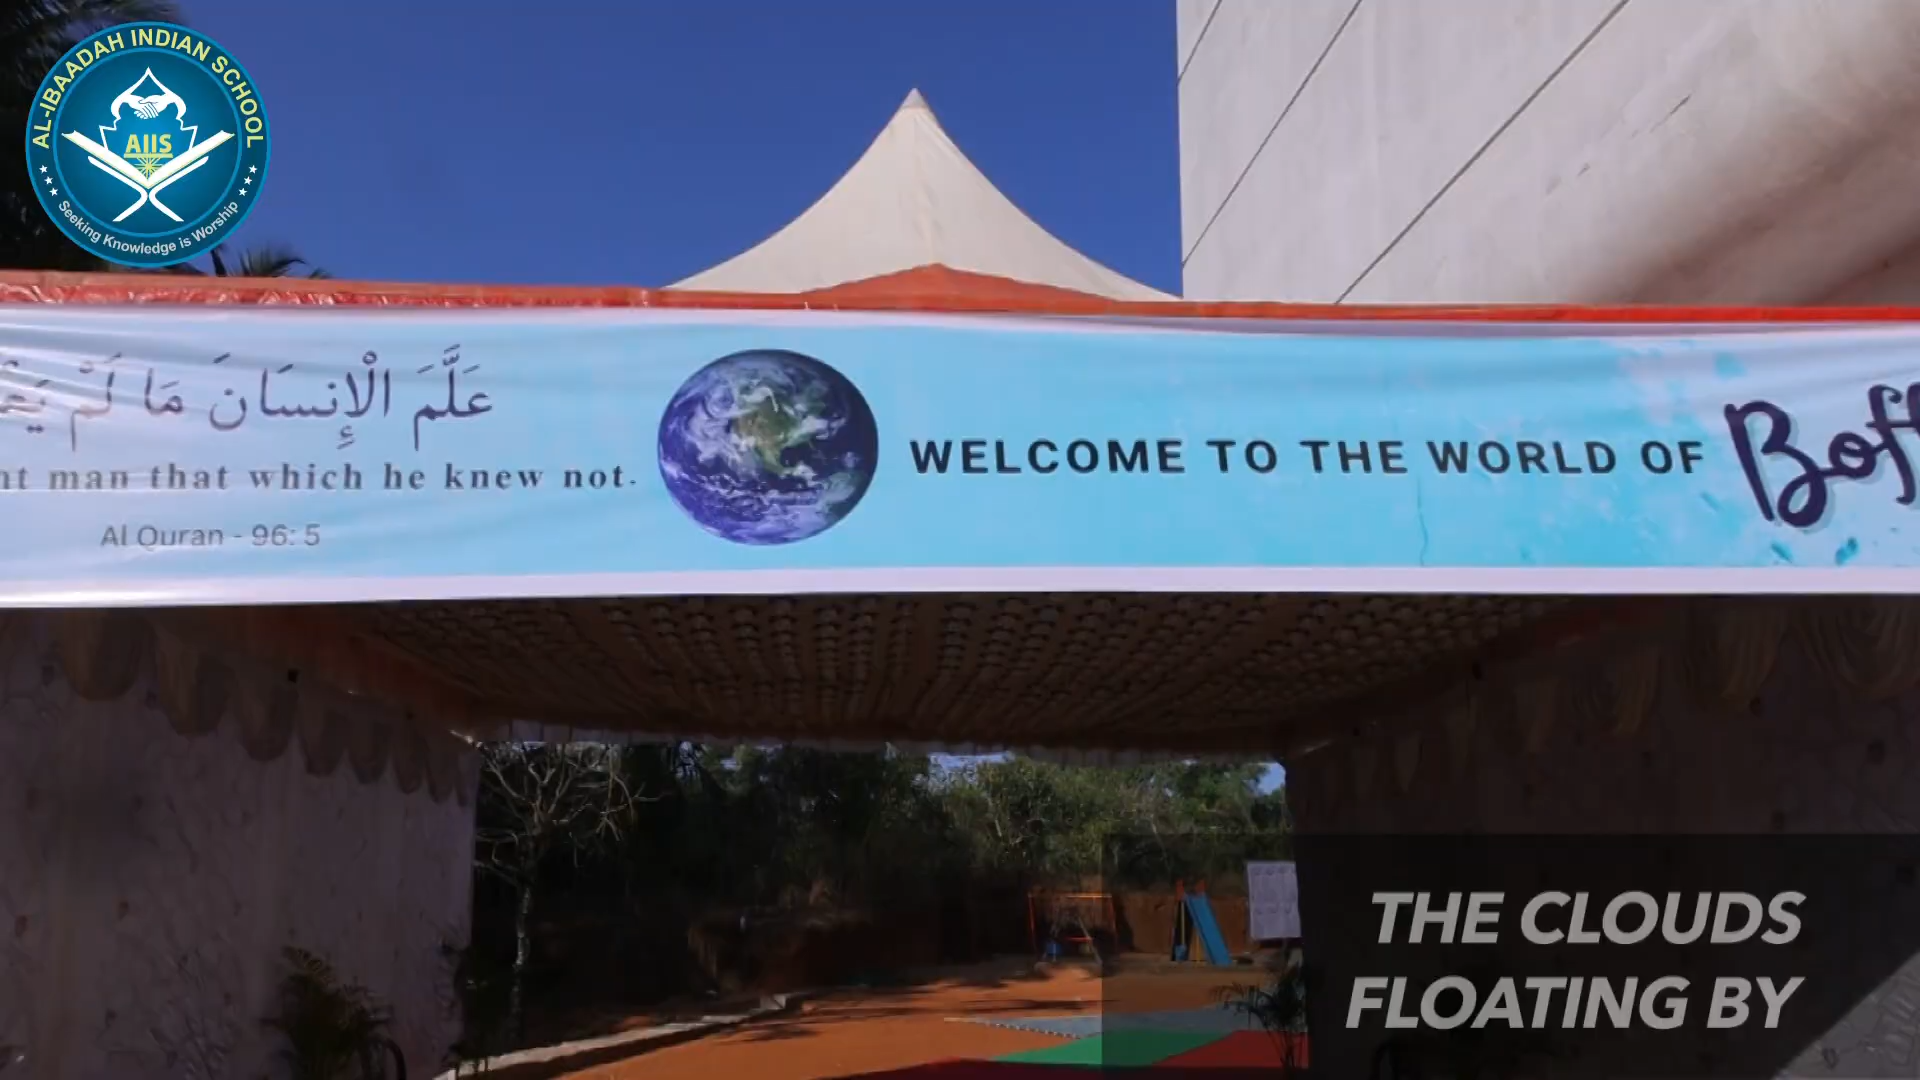 AL-IBAADAH INDIAN SCHOOL
AIIS
Seeking Knowledge is Worship
عَلَّمَ الْإِنسَانَ مَا لَمْ
man that which he knew not.
Al Quran - 96: 5
WELCOME TO THE WORLD OF
THE CLOUDS
FLOATING BY